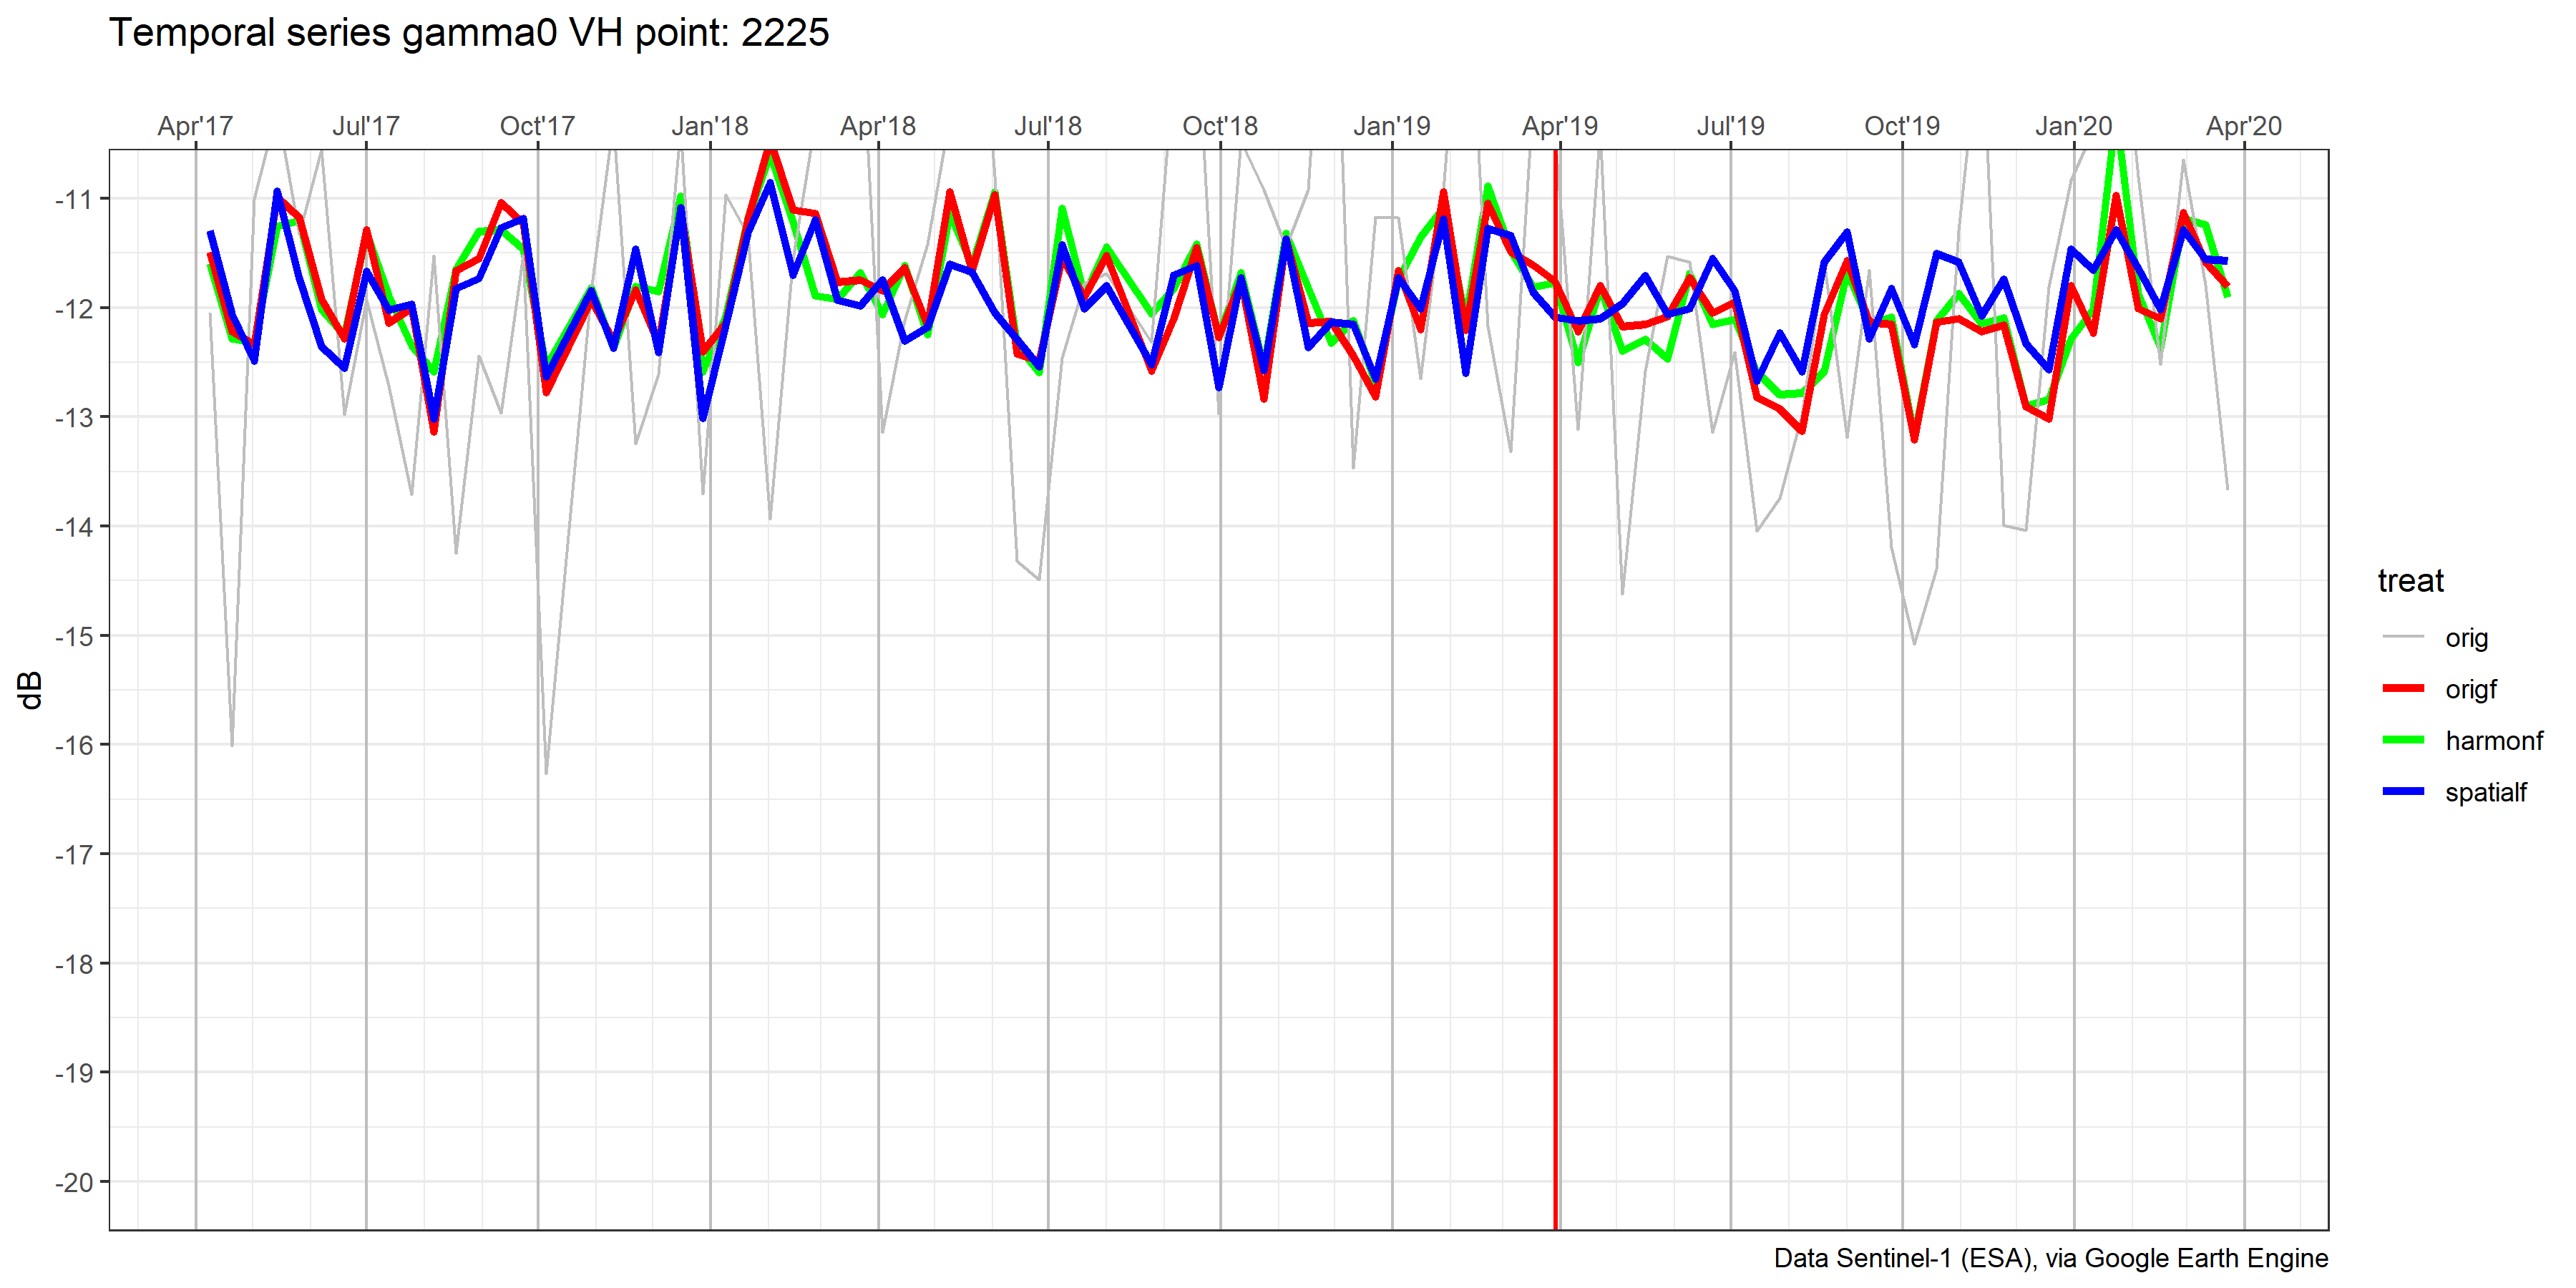 Temporal series gamma0 VH point: 2225
Apr'17 Jul'17 Oct'17 Jan'18 Apr'18 Jul'18 Oct'18 Jan'19 Apr'19 Jul'19 Oct'19 Jan'20 Apr'20
-11
-12
-13
-14
-15
-16
-17
-18
-19
-20
dB
treat
orig
origf
harmonf
spatialf
Data Sentinel-1 (ESA), via Google Earth Engine